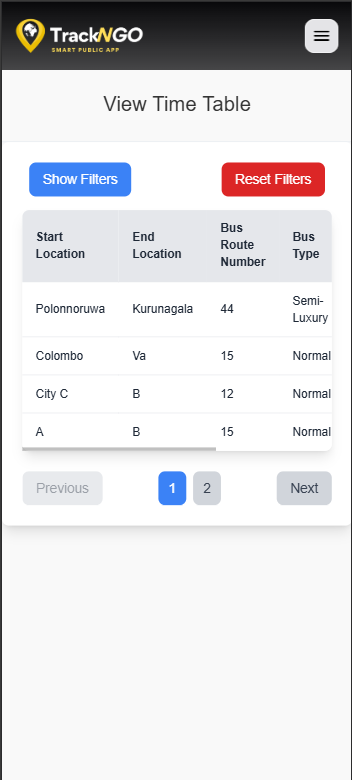 TrackNGO
SMART PUBLIC APP
View Time Table
Show Filters
Reset Filters
Start Location
End Location
Bus Route Number
Bus Type
Polonnoruwa
Kurunagala
44
Semi-Luxury
Colombo
Va
15
Normal
City C
B
12
Normal
A
B
15
Normal
Previous
1
2
Next